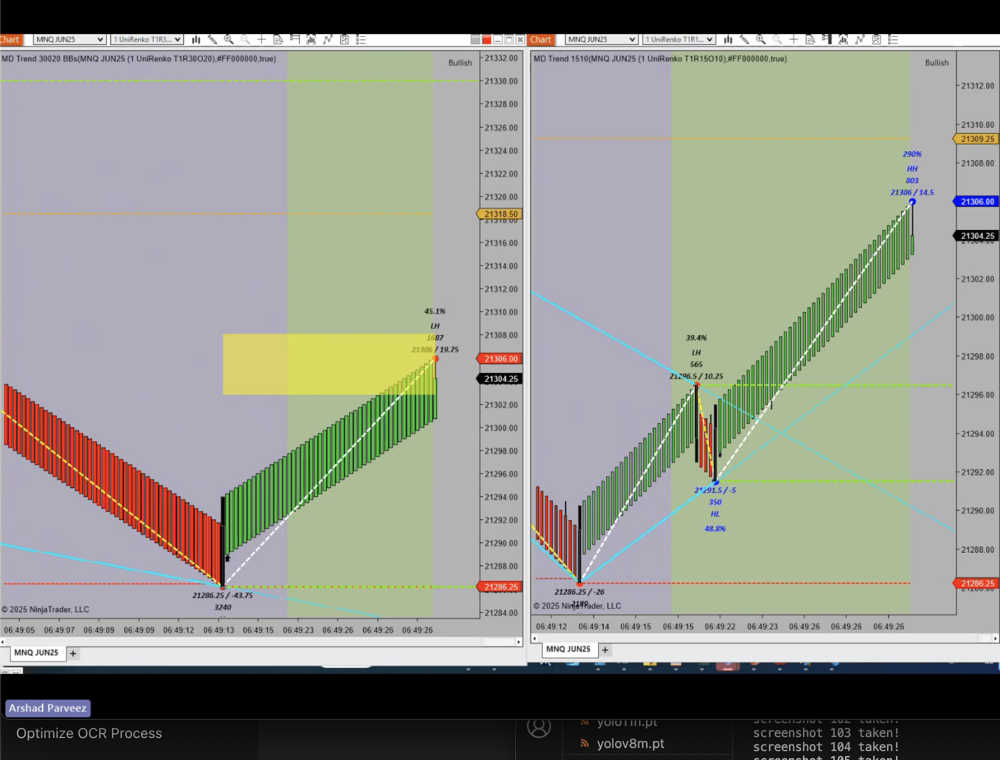 Chart
MNQ JUN25
1 UniRenko T1R3...
MD Trend 30020 BBs(MNQ JUN25 (1 UniRenko T1R30O20),#FF000000,true)
Bullish
21332.00
21330.00
21328.00
21326.00
21324.00
21322.00
21320.00
21318.50
21318.00
21316.00
21314.00
21312.00
21310.00
21308.00
21306.00
21304.25
21302.00
21300.00
21298.00
21296.00
21294.00
21292.00
21290.00
21288.00
21286.25
21284.00
45.1%
LH
1687
21306 / 19.75
21286.25 / -43.75
3240
© 2025 NinjaTrader, LLC
06:49:05
06:49:07
06:49:09
06:49:09
06:49:12
06:49:13
06:49:22
06:49:23
06:49:26
06:49:26
06:49:26
MNQ JUN25
+
Chart
MNQ JUN25
1 UniRenko T1R1...
MD Trend 1510(MNQ JUN25 (1 UniRenko T1R15O10),#FF000000,true)
Bullish
21312.00
21310.00
21309.25
21308.00
21306.00
21304.25
21302.00
21300.00
21298.00
21296.00
21294.00
21292.00
21290.00
21288.00
21286.25
290%
HH
803
21306 / 14.5
39.4%
LH
565
21296.5 / 10.25
21291.5 / -5
350
HL
48.8%
21286.25 / -26
© 2025 NinjaTrader, LLC
06:49:12
06:49:14
06:49:15
06:49:22
06:49:23
06:49:26
06:49:26
06:49:26
06:49:26
MNQ JUN25
+
Arshad Parveez
Optimize OCR Process
yolo11n.pt
yolov8m.pt
screenshot 102 taken!
screenshot 103 taken!
screenshot 104 taken!
screenshot 105 taken!